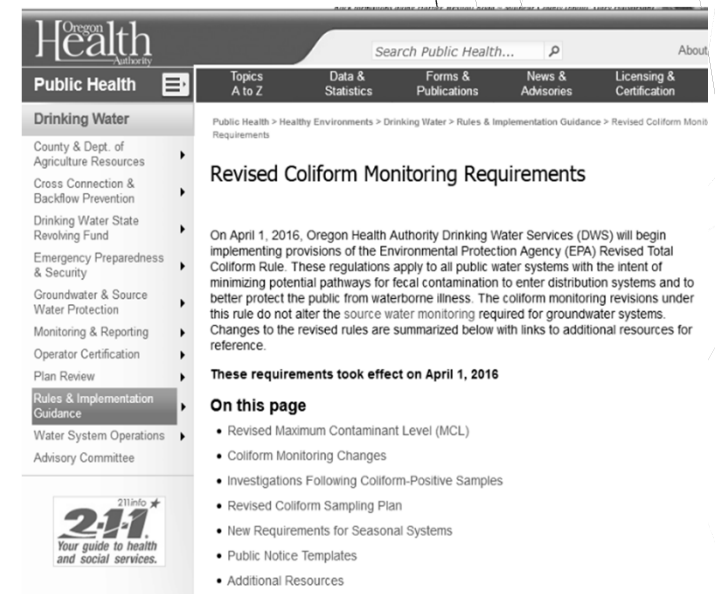 Oregon
Health
Authority
Search Public Health...
About
Public Health
Topics
A to Z
Data &
Statistics
Forms &
Publications
News &
Advisories
Licensing &
Certification
Drinking Water
County & Dept. of
Agriculture Resources
Cross Connection &
Backflow Prevention
Drinking Water State
Revolving Fund
Emergency Preparedness
& Security
Groundwater & Source
Water Protection
Monitoring & Reporting
Operator Certification
Plan Review
Rules & Implementation
Guidance
Water System Operations
Advisory Committee
211info
2-1-1.
Your guide to health
and social services.
Public Health > Healthy Environments > Drinking Water > Rules & Implementation Guidance > Revised Coliform Monit
Requirements
Revised Coliform Monitoring Requirements
On April 1, 2016, Oregon Health Authority Drinking Water Services (DWS) will begin
implementing provisions of the Environmental Protection Agency (EPA) Revised Total
Coliform Rule. These regulations apply to all public water systems with the intent of
minimizing potential pathways for fecal contamination to enter distribution systems and to
better protect the public from waterborne illness. The coliform monitoring revisions under
this rule do not alter the source water monitoring required for groundwater systems.
Changes to the revised rules are summarized below with links to additional resources for
reference.
These requirements took effect on April 1, 2016
On this page
• Revised Maximum Contaminant Level (MCL)
• Coliform Monitoring Changes
• Investigations Following Coliform-Positive Samples
• Revised Coliform Sampling Plan
• New Requirements for Seasonal Systems
• Public Notice Templates
• Additional Resources